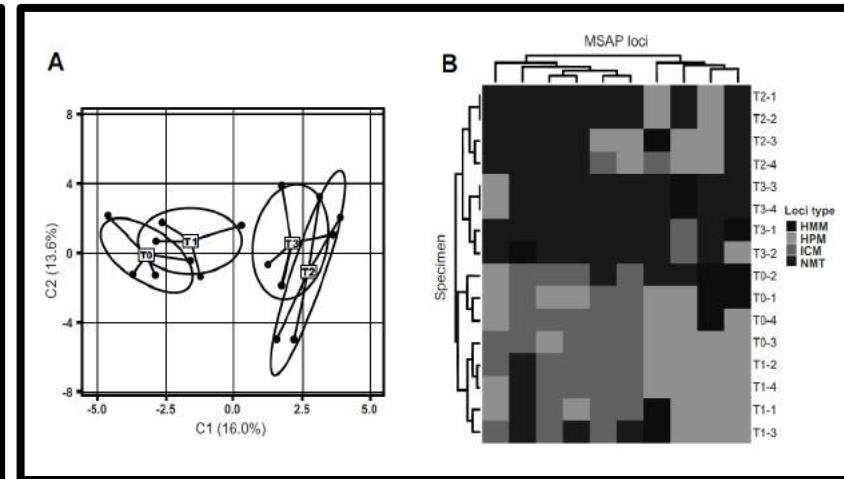 A
C2 (13.6%)
8
4
0
-4
-8
T0
T1
T3
T2
-5.0 -2.5 0.0 2.5 5.0
C1 (16.0%)
B
MSAP loci
Specimen
T2-1
T2-2
T2-3
T2-4
T3-3
T3-4
T3-1
T3-2
T0-2
T0-1
T0-4
T0-3
T1-2
T1-4
T1-1
T1-3
Loci type
HMM
HPM
ICM
NMT